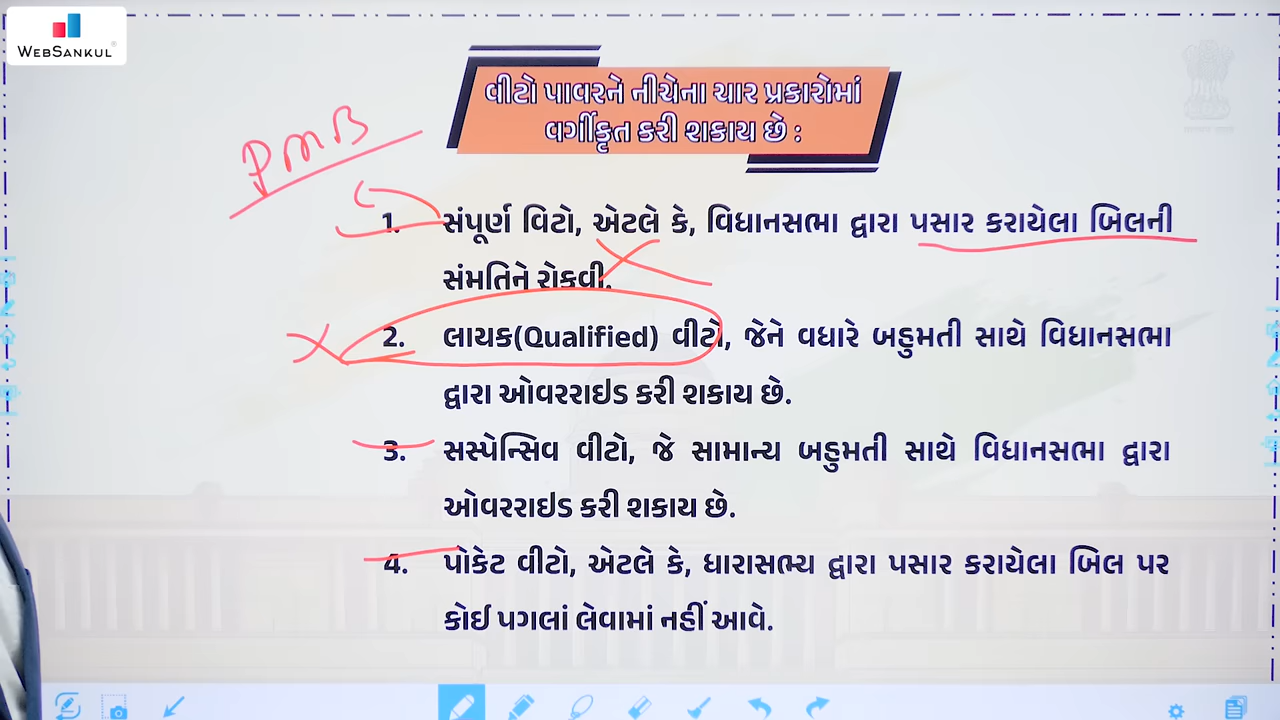 WEBSANKUL
વીટો પાવરને નીચેના ચાર પ્રકારોમાં
વર્ગીકૃત કરી શકાય છે :
PMB
1. સંપૂર્ણ વિટો, એટલે કે, વિધાનસભા દ્વારા પસાર કરાયેલા બિલની
સંમતિને રોકવી.
2. લાયક(Qualified) વીટો, જેને વધારે બહુમતી સાથે વિધાનસભા
દ્વારા ઓવરરાઇડ કરી શકાય છે.
3. સસ્પેન્સિવ વીટો, જે સામાન્ય બહુમતી સાથે વિધાનસભા દ્વારા
ઓવરરાઇડ કરી શકાય છે.
4. પોકેટ વીટો, એટલે કે, ધારાસભ્ય દ્વારા પસાર કરાયેલા બિલ પર
કોઈ પગલાં લેવામાં નહીં આવે.